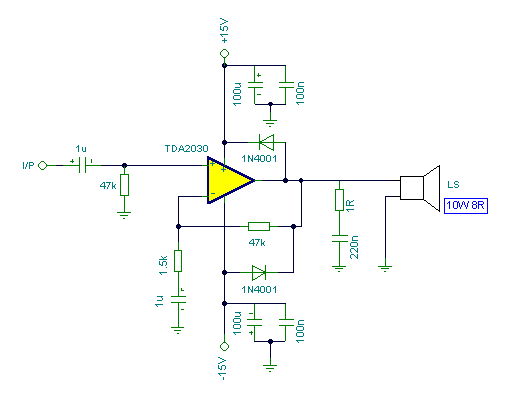 +15V
100u
100n
1u
TDA2030
1N4001
I/P
47k
LS
10W 8R
1R
47k
220n
1.5k
1u
1N4001
100u
100n
-15V